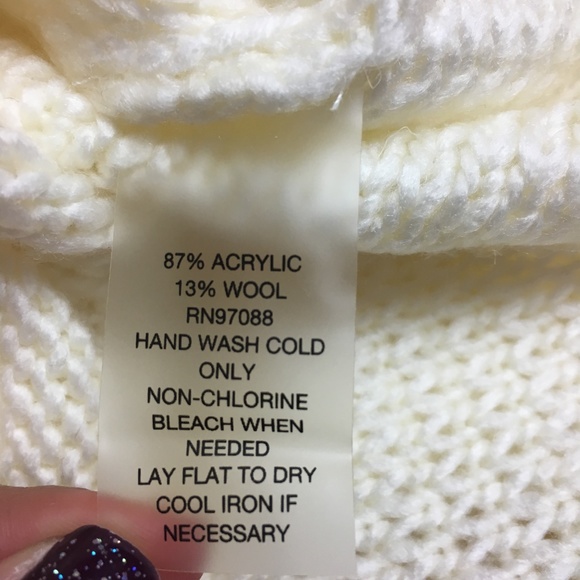 87% ACRYLIC
13% WOOL
RN97088
HAND WASH COLD
ONLY
NON-CHLORINE
BLEACH WHEN
NEEDED
LAY FLAT TO DRY
COOL IRON IF
NECESSARY